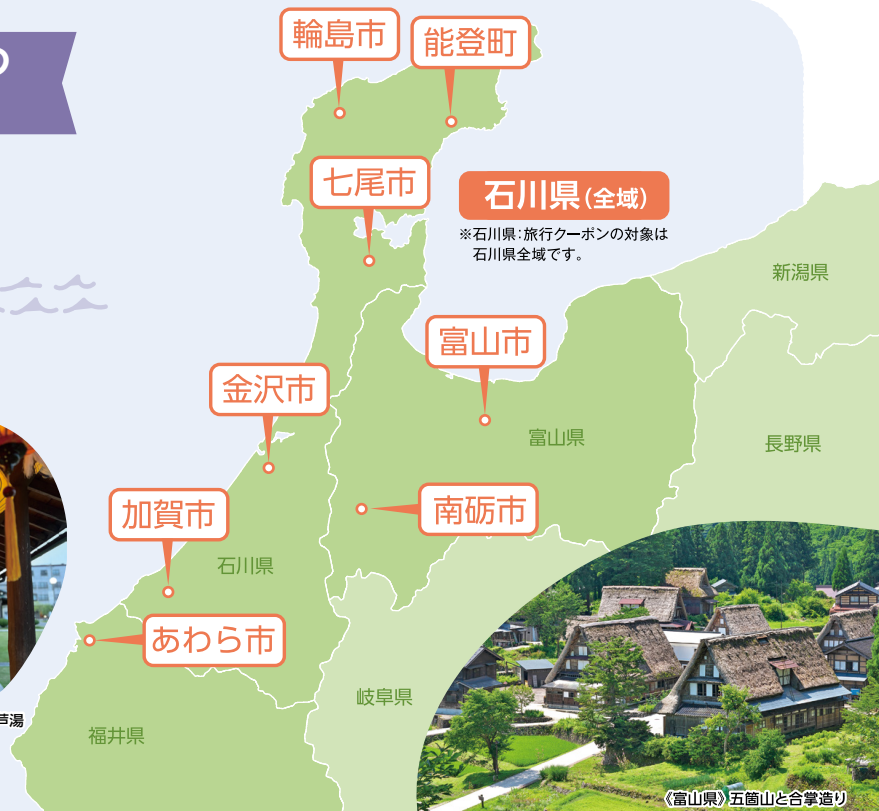 の
輪島市
能登町
七尾市
石川県(全域)
※石川県:旅行クーポンの対象は
石川県全域です。
新潟県
富山市
金沢市
富山県
長野県
加賀市
南砺市
石川県
あわら市
岐阜県
芦湯
福井県
《富山県》五箇山と合掌造り